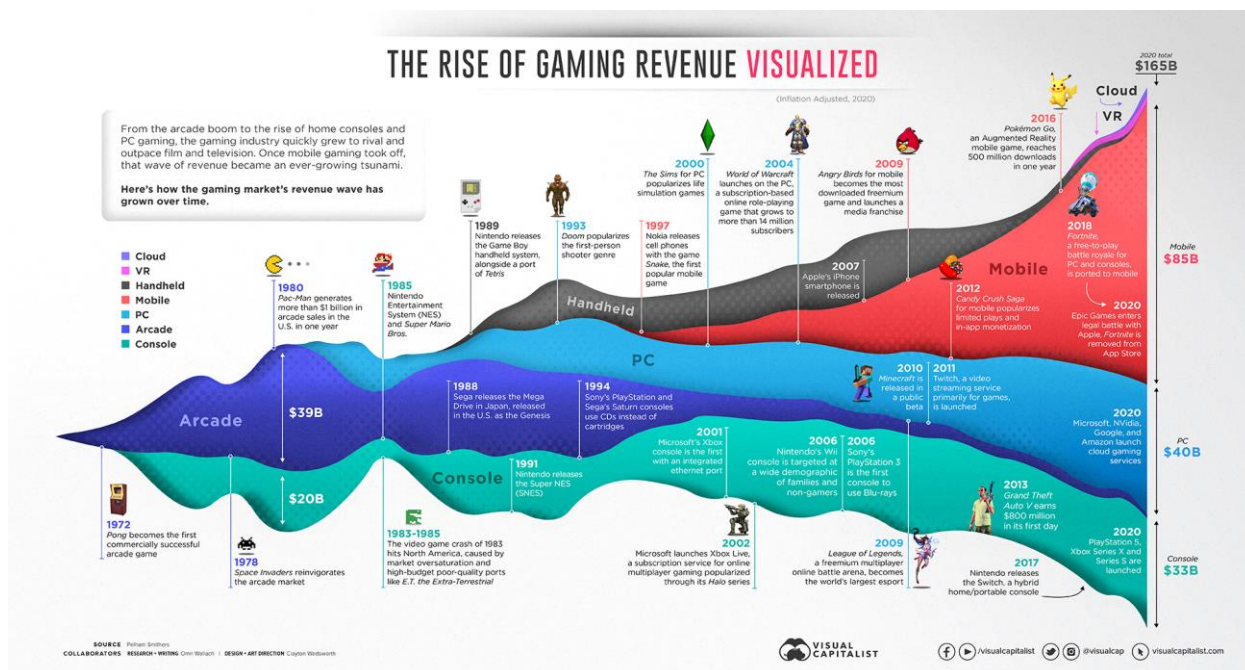 THE RISE OF GAMING REVENUE VISUALIZED
(Inflation Adjusted, 2020)
2020 total
$165B
From the arcade boom to the rise of home consoles and
PC gaming, the gaming industry quickly grew to rival and
outpace film and television. Once mobile gaming took off,
that wave of revenue became an ever-growing tsunami.
Here's how the gaming market's revenue wave has
grown over time.
Cloud
VR
Handheld
Mobile
PC
Arcade
Console
1980
Pac-Man generates
more than $1 billion in
arcade sales in the
U.S. in one year
1985
Nintendo
Entertainment
System (NES)
and Super Mario
Bros.
1989
Nintendo releases
the Game Boy
handheld system,
alongside a port
of Tetris
1993
Doom popularizes
the first-person
shooter genre
1997
Nokia releases
cell phones
with the game
Snake, the first
popular mobile
game
2000
The Sims for PC
popularizes life
simulation games
2004
World of Warcraft
launches on the PC,
a subscription-based
online role-playing
game that grows to
more than 14 million
subscribers
2009
Angry Birds for mobile
becomes the most
downloaded freemium
game and launches a
media franchise
2016
Pokémon Go,
an Augmented Reality
mobile game, reaches
500 million downloads
in one year
Cloud
VR
2007
Apple's iPhone
smartphone is
released
2012
Candy Crush Saga
for mobile popularizes
limited plays and
in-app monetization
2018
Fortnite,
a free-to-play
battle royale for
PC and consoles,
is ported to mobile
2020
Epic Games enters
legal battle with
Apple, Fortnite is
removed from
App Store
Handheld
Mobile
PC
Arcade
Console
$39B
$20B
Mobile
$85B
PC
$40B
Console
$33B
1988
Sega releases the Mega
Drive in Japan, released
in the U.S. as the Genesis
1994
Sony's PlayStation and
Sega's Saturn consoles
use CDs instead of
cartridges
2010
Minecraft is
released in
a public
beta
2011
Twitch, a video
streaming service
primarily for games,
is launched
2020
Microsoft, NVidia,
Google, and
Amazon launch
cloud gaming
services
1991
Nintendo releases
the Super NES
(SNES)
2001
Microsoft's Xbox
console is the first
with an integrated
ethernet port
2006
Nintendo's Wii
console is targeted at
a wide demographic
of families and
non-gamers
2006
Sony's
PlayStation 3
is the first
console to
use Blu-rays
2013
Grand Theft
Auto V earns
$800 million
in its first day
2020
PlayStation 5,
Xbox Series X and
Series S are
launched
1972
Pong becomes the first
commercially successful
arcade game
1978
Space Invaders reinvigorates
the arcade market
1983-1985
The video game crash of 1983
hits North America, caused by
market oversaturation and
high-budget poor-quality ports
like E.T. the Extra-Terrestrial
2002
Microsoft launches Xbox Live,
a subscription service for online
multiplayer gaming popularized
through its Halo series
2009
League of Legends,
a freemium multiplayer
online battle arena, becomes
the world's largest esport
2017
Nintendo releases
the Switch, a hybrid
home/portable console
SOURCE Pelham Smithers
COLLABORATORS RESEARCH + WRITING Omri Wallach | DESIGN + ART DIRECTION Clayton Wadsworth
VISUAL
CAPITALIST
/visualcapitalist
@visualcap
visualcapitalist.com